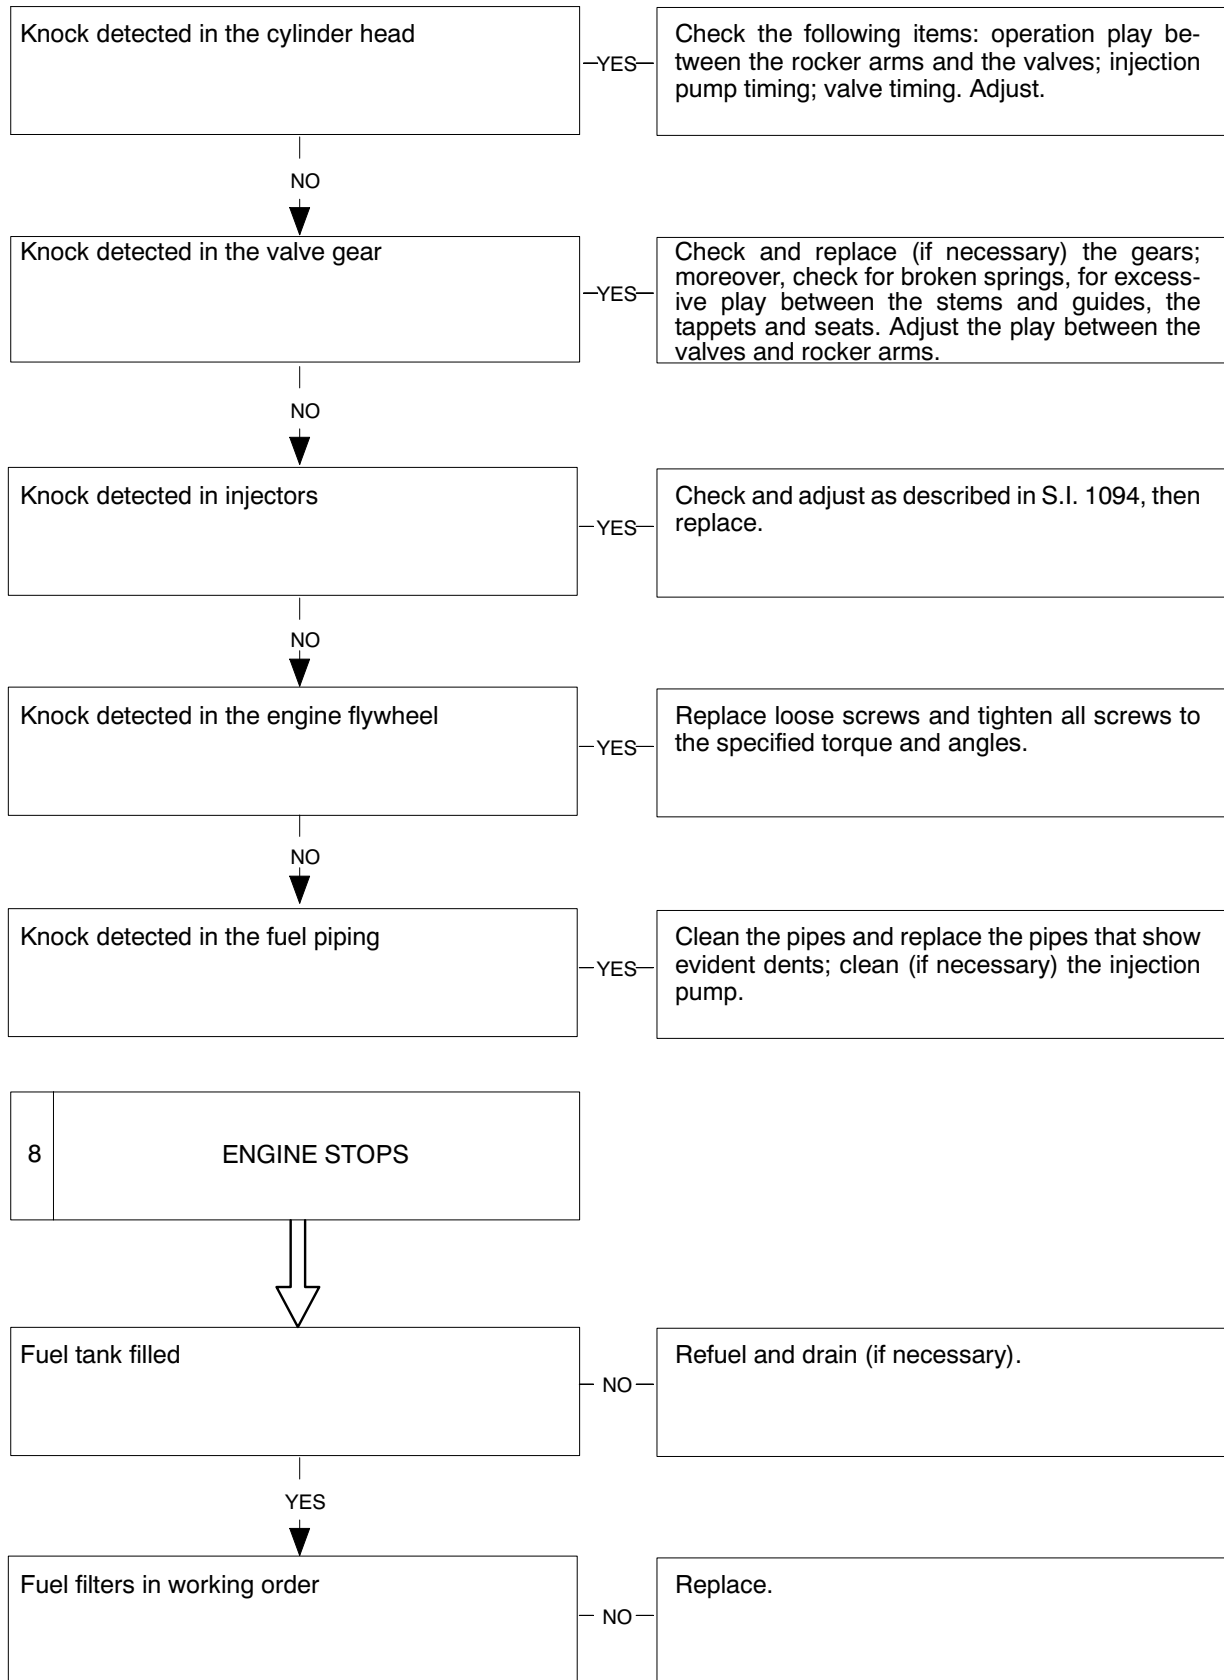 Knock detected in the cylinder head
YES
Check the following items: operation play be-
tween the rocker arms and the valves; injection
pump timing; valve timing. Adjust.
NO
Knock detected in the valve gear
YES
Check and replace (if necessary) the gears;
moreover, check for broken springs, for excess-
ive play between the stems and guides, the
tappets and seats. Adjust the play between the
valves and rocker arms.
NO
Knock detected in injectors
YES
Check and adjust as described in S.I. 1094, then
replace.
NO
Knock detected in the engine flywheel
YES
Replace loose screws and tighten all screws to
the specified torque and angles.
NO
Knock detected in the fuel piping
YES
Clean the pipes and replace the pipes that show
evident dents; clean (if necessary) the injection
pump.
8
ENGINE STOPS
Fuel tank filled
NO
Refuel and drain (if necessary).
YES
Fuel filters in working order
NO
Replace.